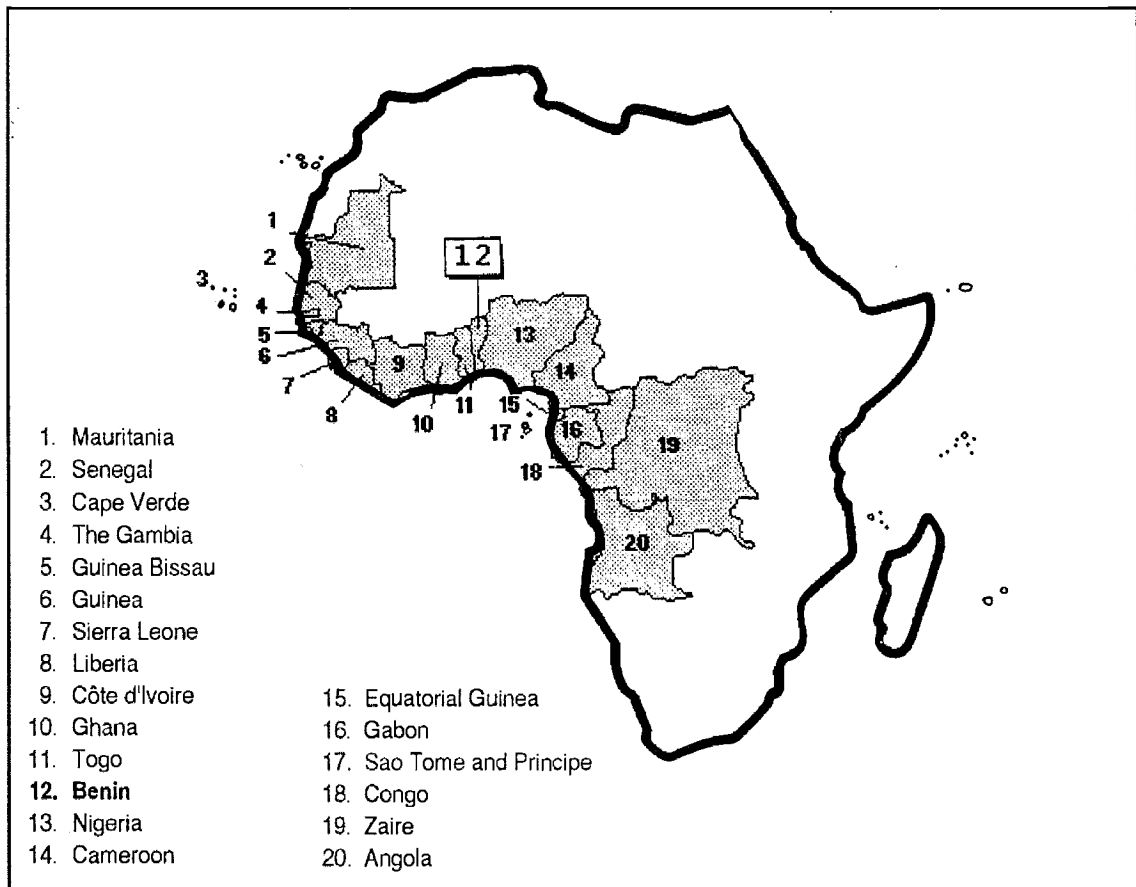 1
2
12
3
4
13
5
6
9
14
7
8
11
15
10
17
16
19
18
20
1. Mauritania
2. Senegal
3. Cape Verde
4. The Gambia
5. Guinea Bissau
6. Guinea
7. Sierra Leone
8. Liberia
9. Côte d'Ivoire
10. Ghana
11. Togo
12. Benin
13. Nigeria
14. Cameroon
15. Equatorial Guinea
16. Gabon
17. Sao Tome and Principe
18. Congo
19. Zaire
20. Angola